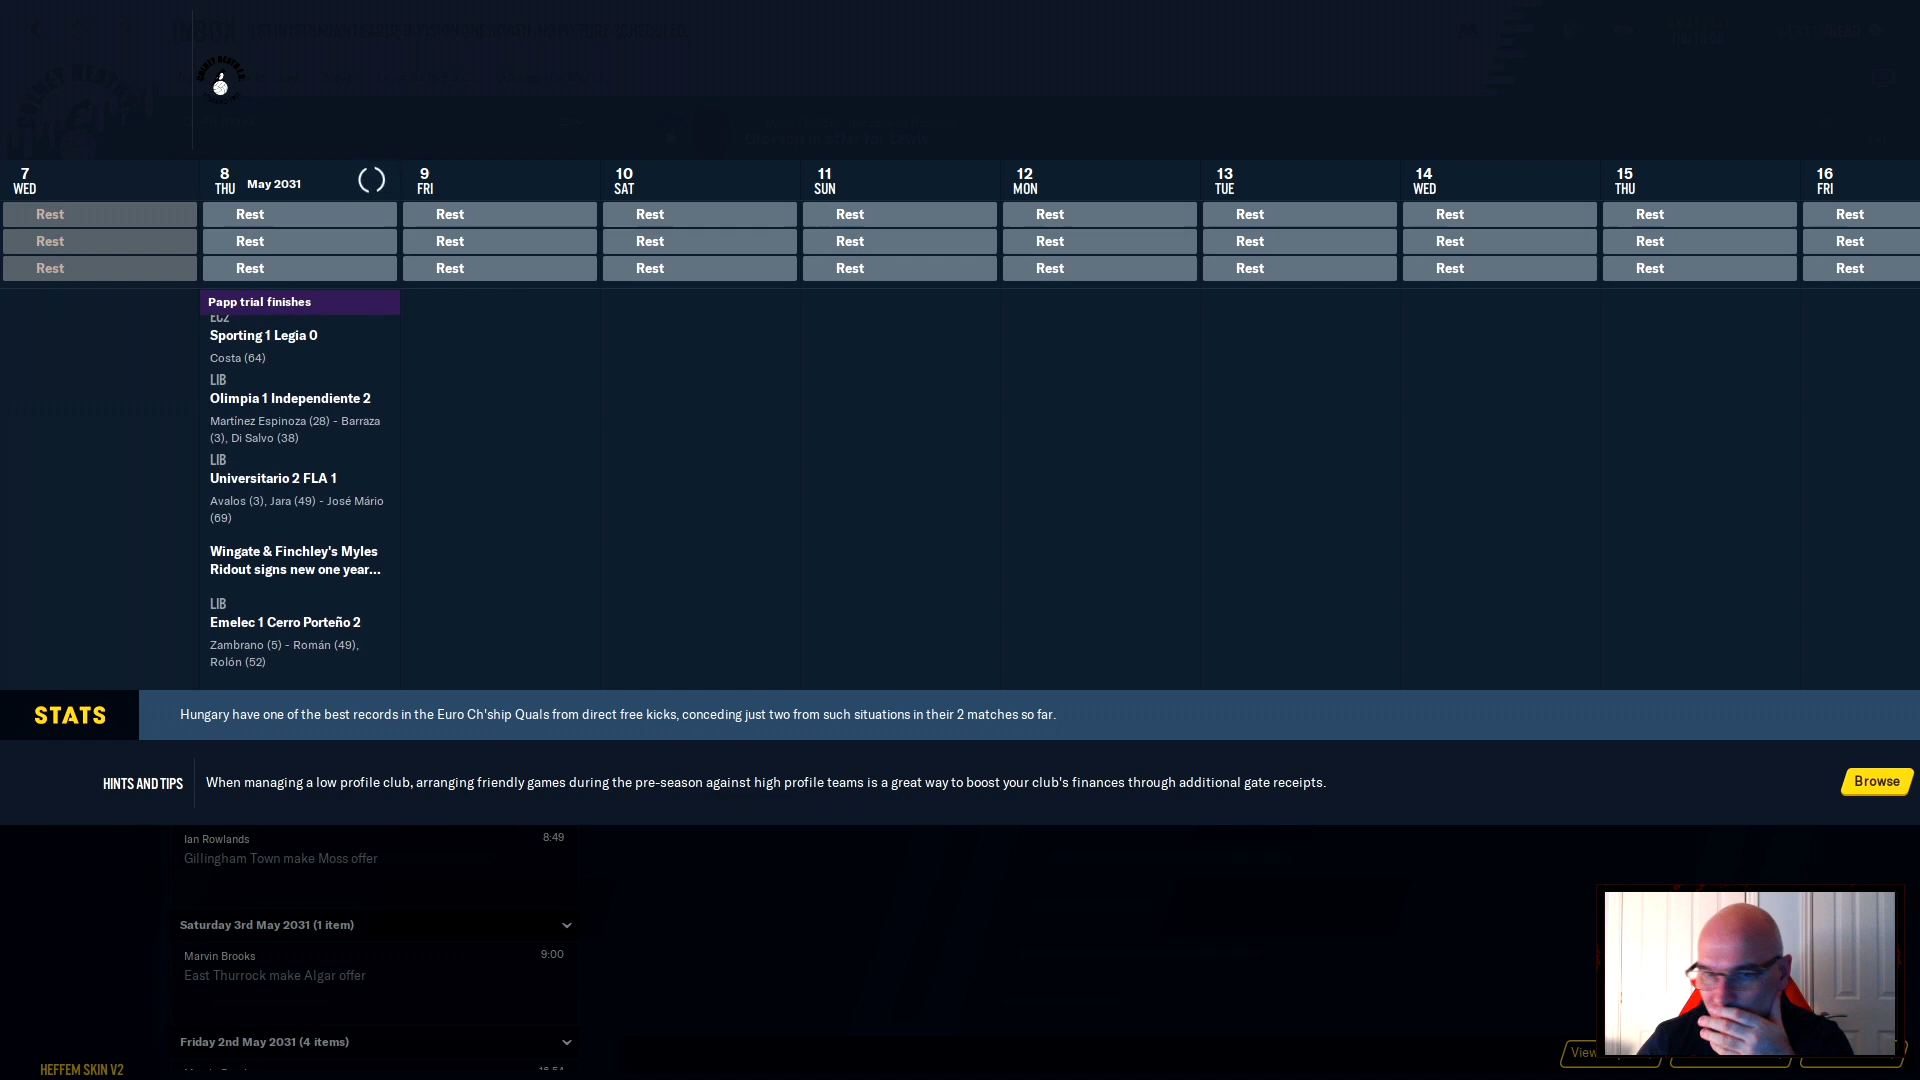 7
WED
8
THU
May 2031
9
FRI
10
SAT
11
SUN
12
MON
13
TUE
14
WED
15
THU
16
FRI
Rest Rest Rest Rest Rest Rest Rest Rest Rest Rest
Rest Rest Rest Rest Rest Rest Rest Rest Rest Rest
Rest Rest Rest Rest Rest Rest Rest Rest Rest Rest
Papp trial finishes
EC2
Sporting 1 Legia 0
Costa (64)
LIB
Olimpia 1 Independiente 2
Martínez Espinoza (28) - Barraza
(3), Di Salvo (38)
LIB
Universitario 2 FLA 1
Avalos (3), Jara (49) - José Mário
(69)
Wingate & Finchley's Myles
Ridout signs new one year...
LIB
Emelec 1 Cerro Porteño 2
Zambrano (5) - Román (49),
Rolón (52)
STATS
Hungary have one of the best records in the Euro Ch'ship Quals from direct free kicks, conceding just two from such situations in their 2 matches so far.
HINTS AND TIPS
When managing a low profile club, arranging friendly games during the pre-season against high profile teams is a great way to boost your club's finances through additional gate receipts.
Browse
Ian Rowlands 8:49
Gillingham Town make Moss offer
Saturday 3rd May 2031 (1 item)
Marvin Brooks 9:00
East Thurrock make Algar offer
Friday 2nd May 2031 (4 items)
View
HEFFEM SKIN V2